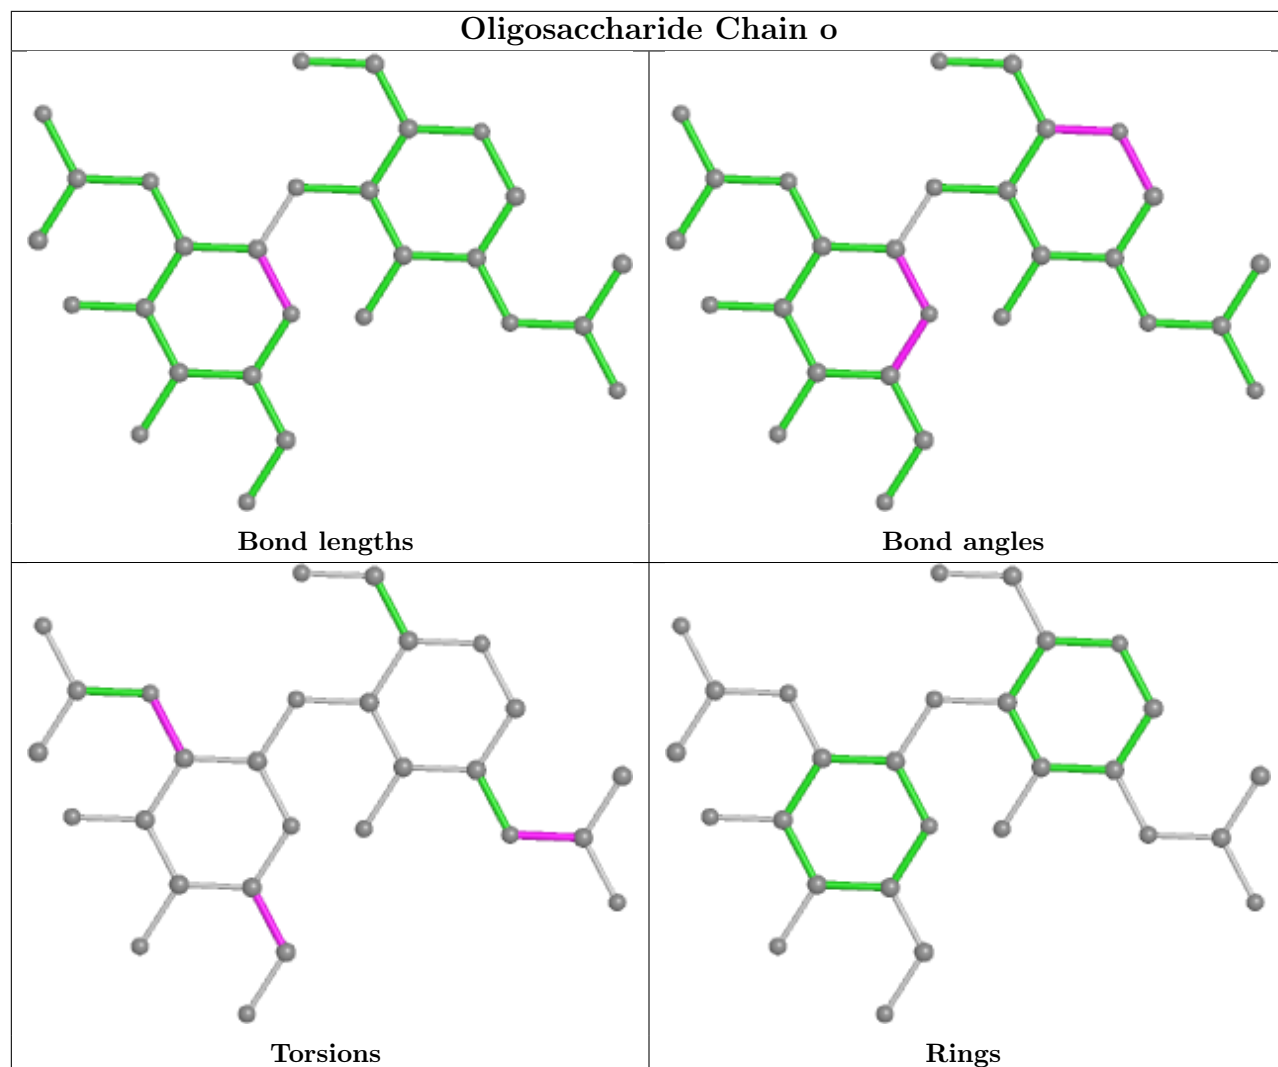 Oligosaccharide Chain o
Bond lengths
Bond angles
Torsions
Rings